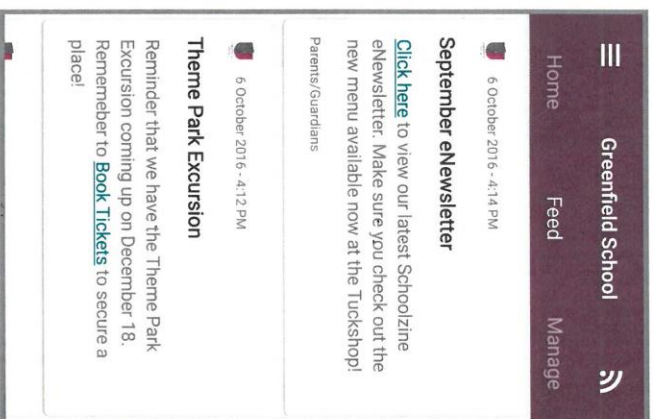 Greenfield School
Home Feed Manage
6 October 2016 - 4:14 PM
September eNewsletter
Click here to view our latest Schoolzine
eNewsletter. Make sure you check out the
new menu available now at the Tuckshop!
Parents/Guardians
6 October 2016 - 4:12 PM
Theme Park Excursion
Reminder that we have the Theme Park
Excursion coming up on December 18.
Rememeber to Book Tickets to secure a
place!